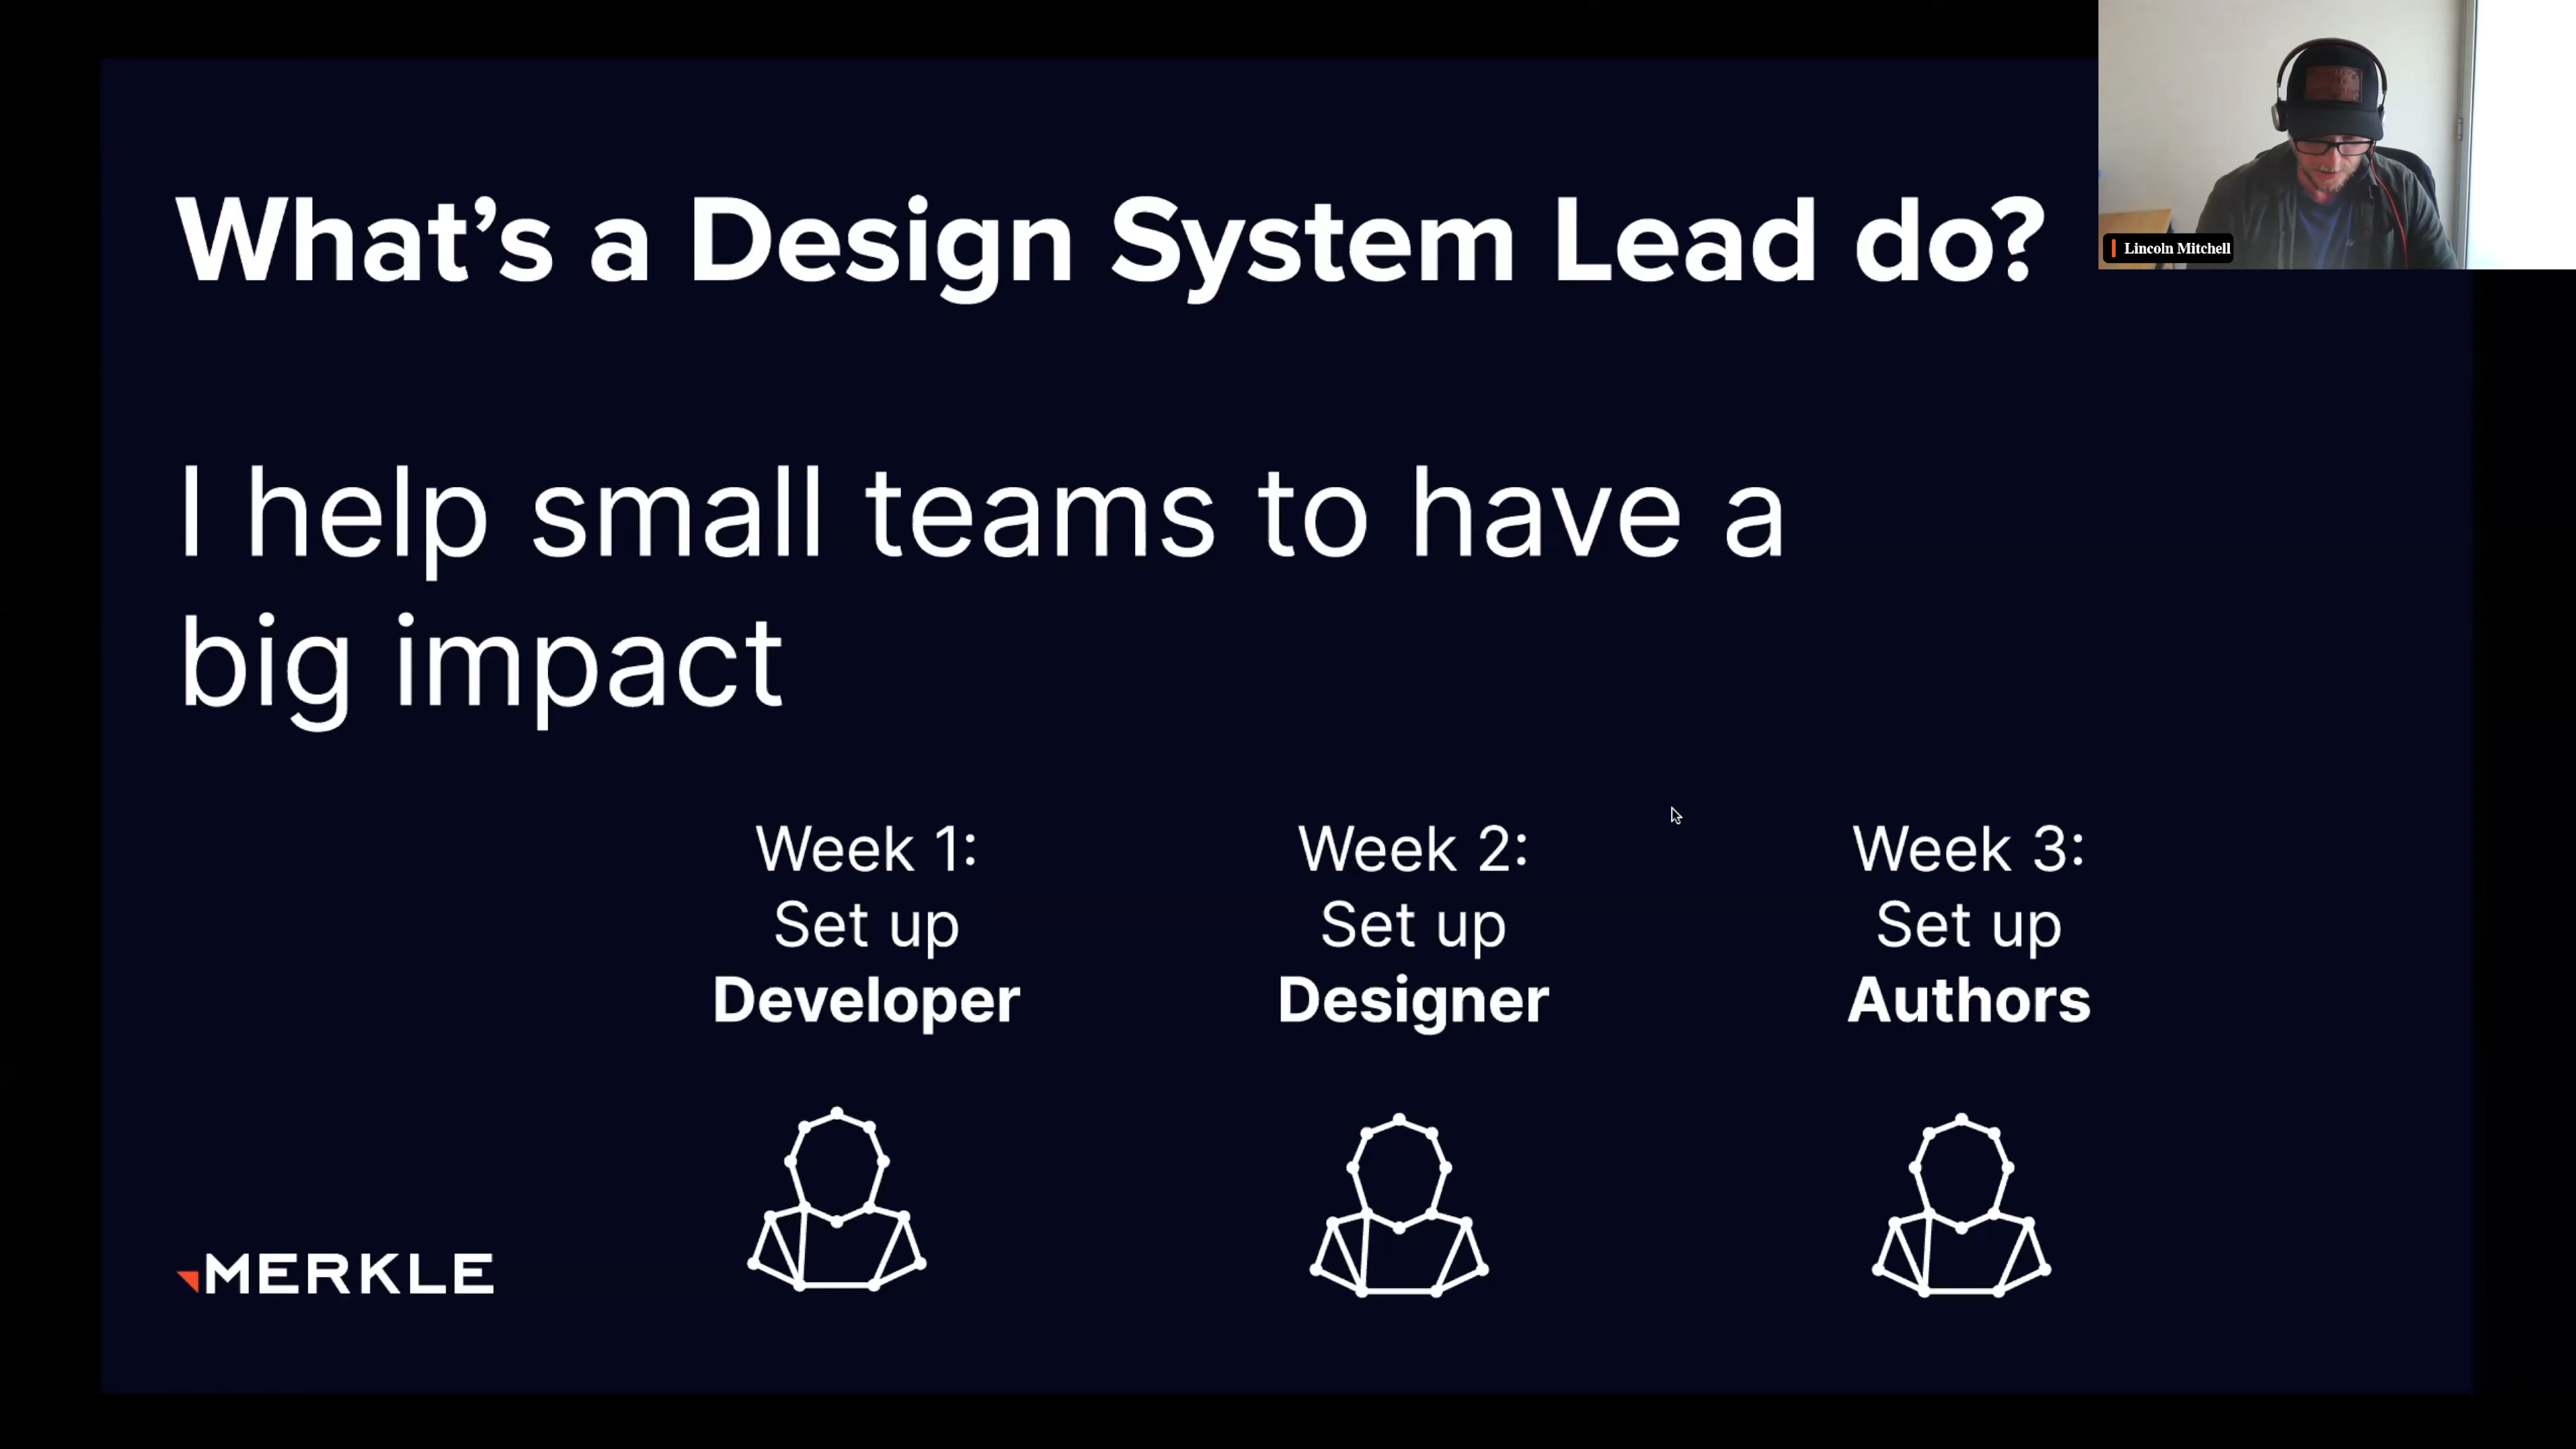 What’s a Design System Lead do?
Lincoln Mitchell
I help small teams to have a
big impact
Week 1:
Set up
Developer
Week 2:
Set up
Designer
Week 3:
Set up
Authors
MERKLE